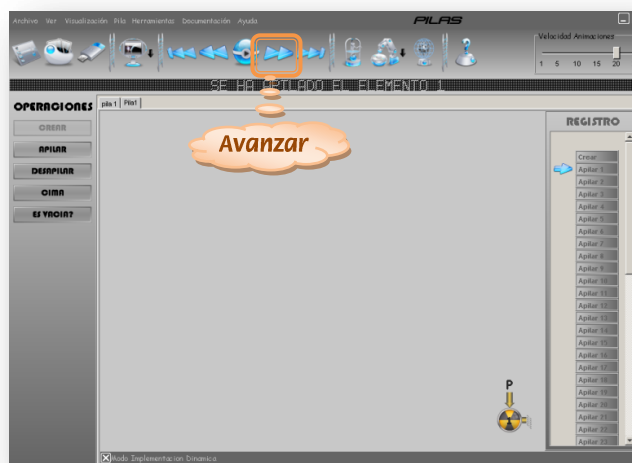 Archivo Ver Visualización Pila Herramientas Documentación Ayuda
PILAS
Velocidad Animaciones
1 5 10 15 20
SE HA APILADO EL ELEMENTO 1
OPERACIONES
pila 1 Pila1
CREAR
APILAR
DESAPILAR
CIMA
ES VACIA?
Avanzar
REGISTRO
Crear
Apilar 1
Apilar 2
Apilar 3
Apilar 4
Apilar 5
Apilar 6
Apilar 7
Apilar 8
Apilar 9
Apilar 10
Apilar 11
Apilar 12
Apilar 13
Apilar 14
Apilar 15
Apilar 16
Apilar 17
Apilar 18
Apilar 19
Apilar 20
Apilar 21
Apilar 22
Apilar 23
P
Modo Implementacion Dinamica